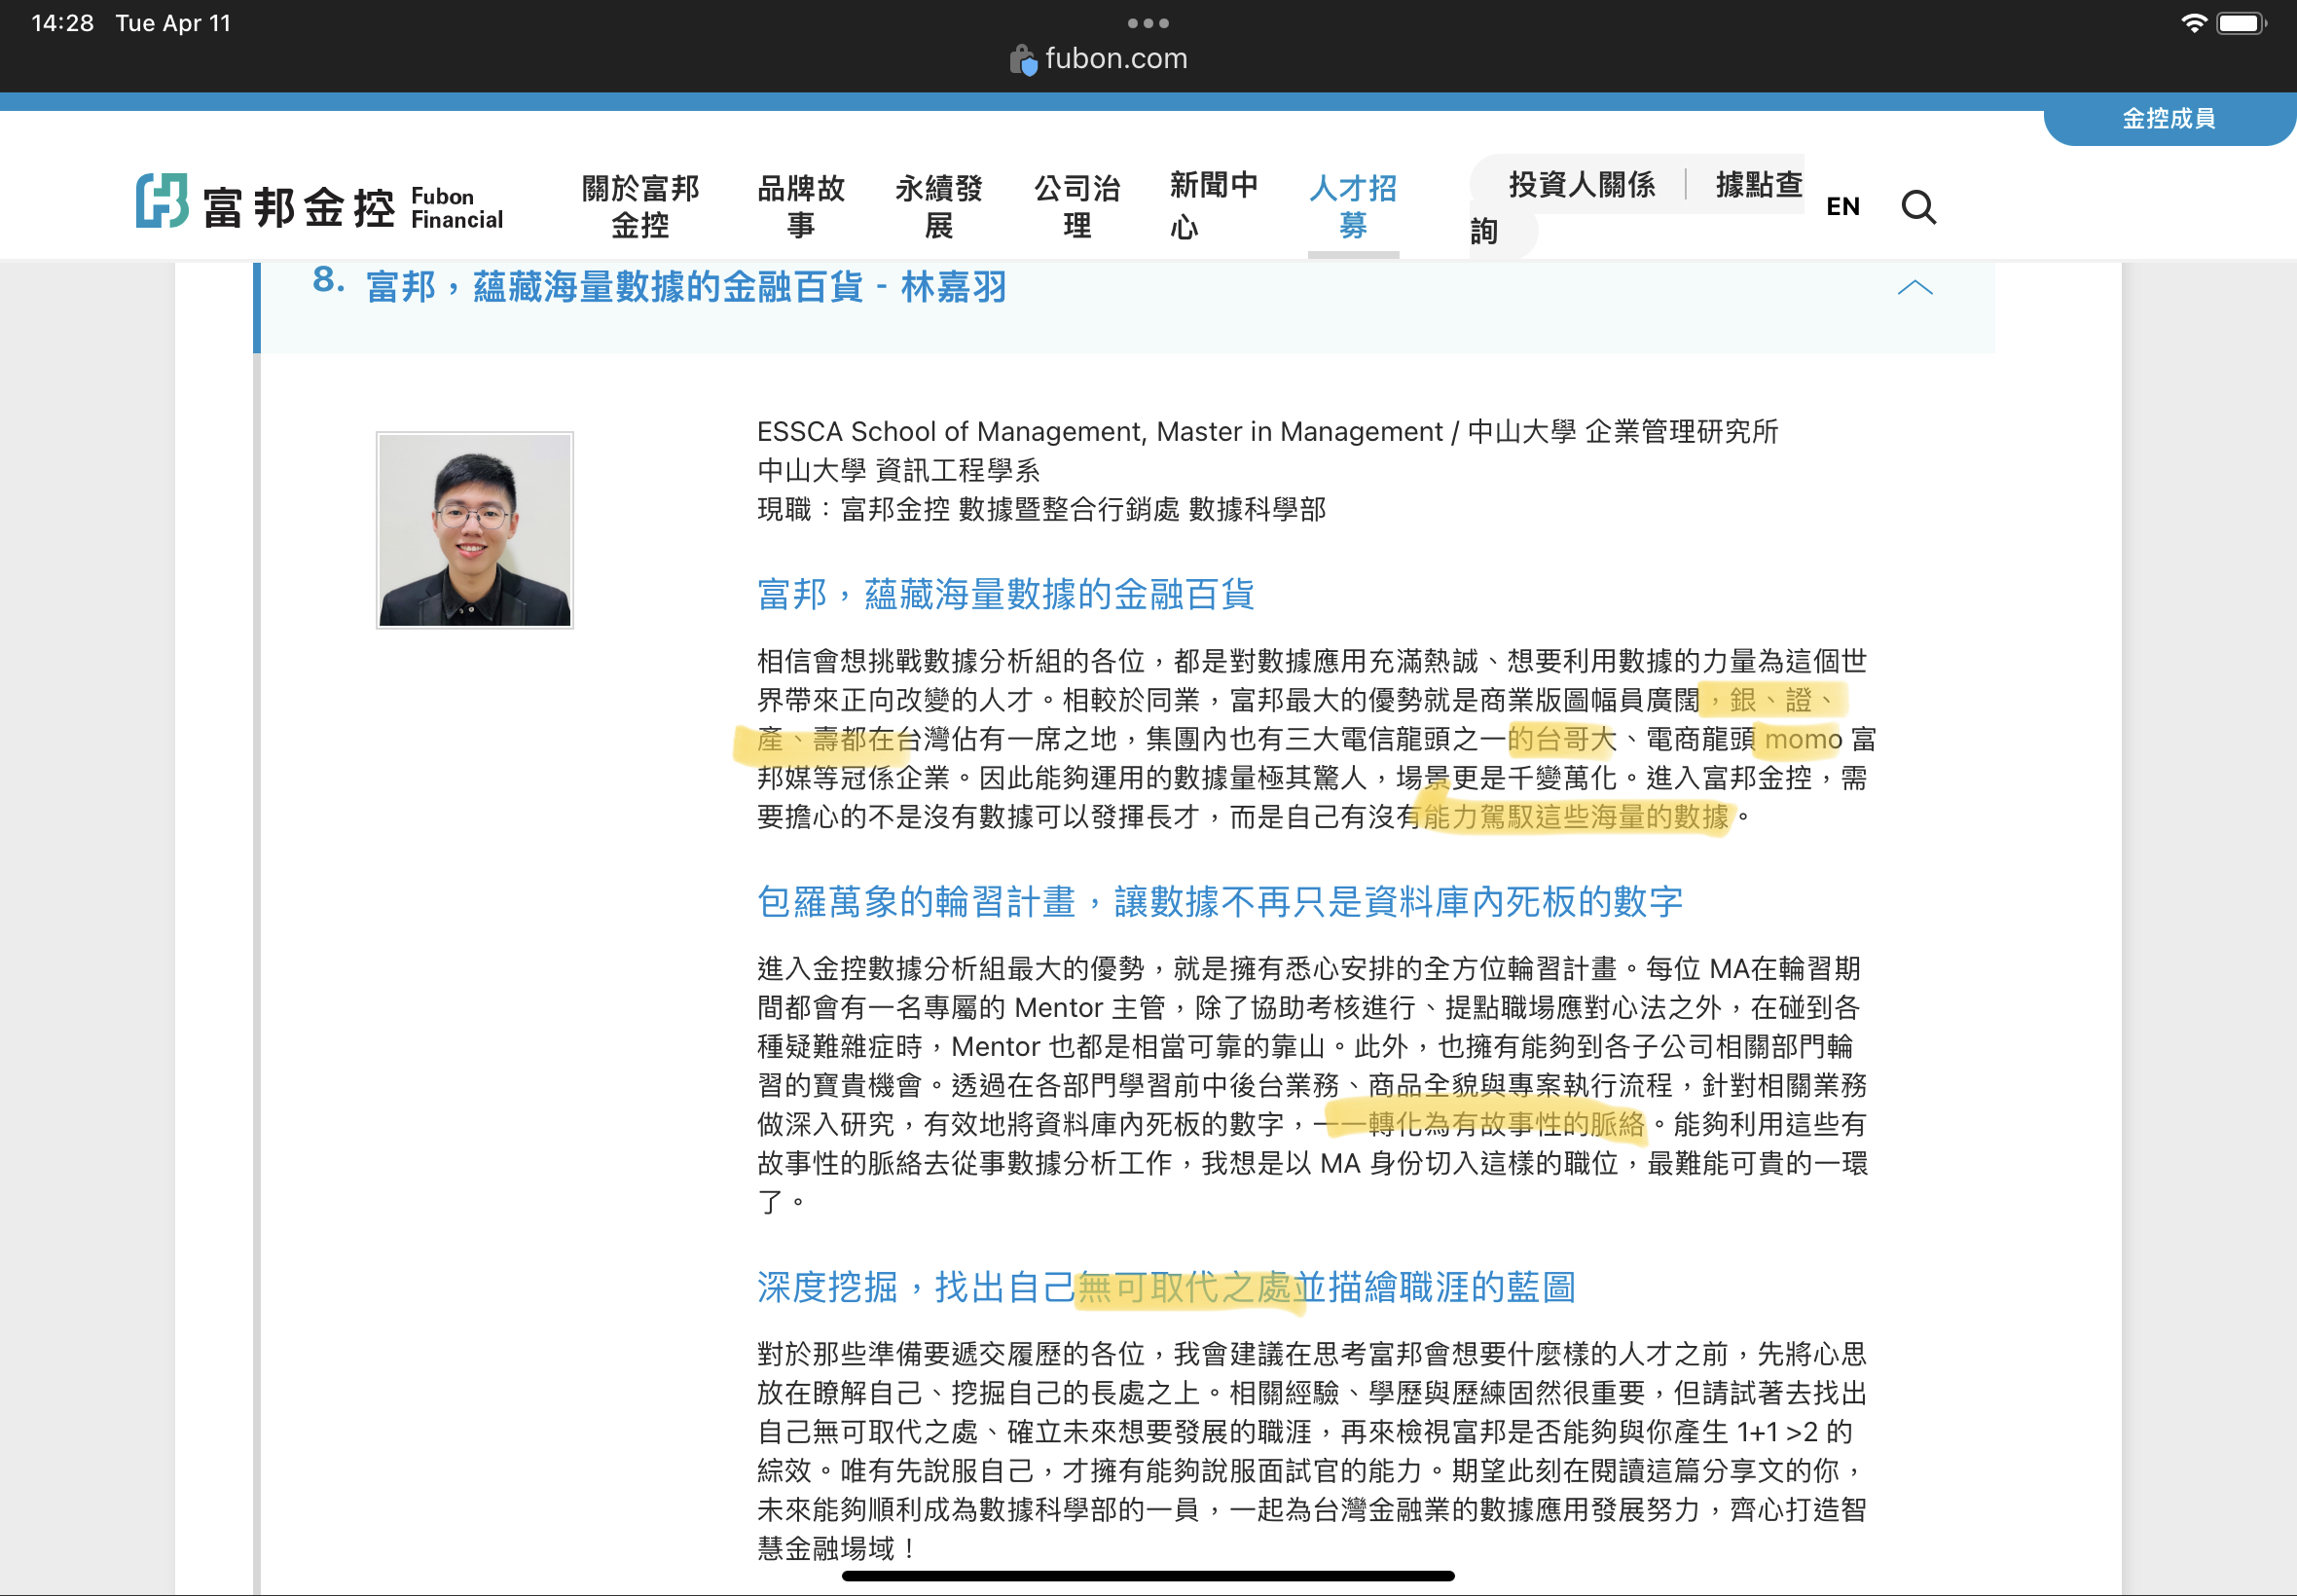 14:28 Tue Apr 11
fubon.com
金控成員
富邦金控 Fubon Financial
關於富邦金控
品牌故事
永續發展
公司治理
新聞中心
人才招募
投資人關係
據點查詢
EN
8. 富邦，蘊藏海量數據的金融百貨 - 林嘉羽
ESSCA School of Management, Master in Management / 中山大學 企業管理研究所
中山大學 資訊工程學系
現職：富邦金控 數據暨整合行銷處 數據科學部
富邦，蘊藏海量數據的金融百貨
相信會想挑戰數據分析組的各位，都是對數據應用充滿熱誠、想要利用數據的力量為這個世
界帶來正向改變的人才。相較於同業，富邦最大的優勢就是商業版圖幅員廣闊，銀、證、
產、壽都在台灣佔有一席之地，集團內也有三大電信龍頭之一的台哥大、電商龍頭 momo 富
邦媒等冠係企業。因此能夠運用的數據量極其驚人，場景更是千變萬化。進入富邦金控，需
要擔心的不是沒有數據可以發揮長才，而是自己有沒有能力駕馭這些海量的數據。
包羅萬象的輪習計畫，讓數據不再只是資料庫內死板的數字
進入金控數據分析組最大的優勢，就是擁有悉心安排的全方位輪習計畫。每位 MA在輪習期
間都會有一名專屬的 Mentor 主管，除了協助考核進行、提點職場應對心法之外，在碰到各
種疑難雜症時，Mentor 也都是相當可靠的靠山。此外，也擁有能夠到各子公司相關部門輪
習的寶貴機會。透過在各部門學習前中後台業務、商品全貌與專案執行流程，針對相關業務
做深入研究，有效地將資料庫內死板的數字，一一轉化為有故事性的脈絡。能夠利用這些有
故事性的脈絡去從事數據分析工作，我想是以 MA 身份切入這樣的職位，最難能可貴的一環
了。
深度挖掘，找出自己無可取代之處並描繪職涯的藍圖
對於那些準備要遞交履歷的各位，我會建議在思考富邦會想要什麼樣的人才之前，先將心思
放在瞭解自己、挖掘自己的長處之上。相關經驗、學歷與歷練固然很重要，但請試著去找出
自己無可取代之處、確立未來想要發展的職涯，再來檢視富邦是否能夠與你產生 1+1 >2 的
綜效。唯有先說服自己，才擁有能夠說服面試官的能力。期望此刻在閱讀這篇分享文的你，
未來能夠順利成為數據科學部的一員，一起為台灣金融業的數據應用發展努力，齊心打造智
慧金融場域！